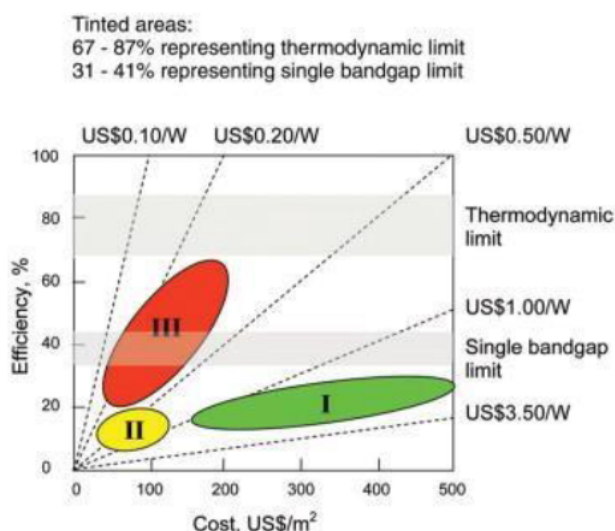 Tinted areas:
67 - 87% representing thermodynamic limit
31 - 41% representing single bandgap limit
US$0.10/W US$0.20/W US$0.50/W
100
80
60
40
20
0
Efficiency, %
Thermodynamic
limit
US$1.00/W
Single bandgap
limit
US$3.50/W
III
II
I
0 100 200 300 400 500
Cost, US$/m²